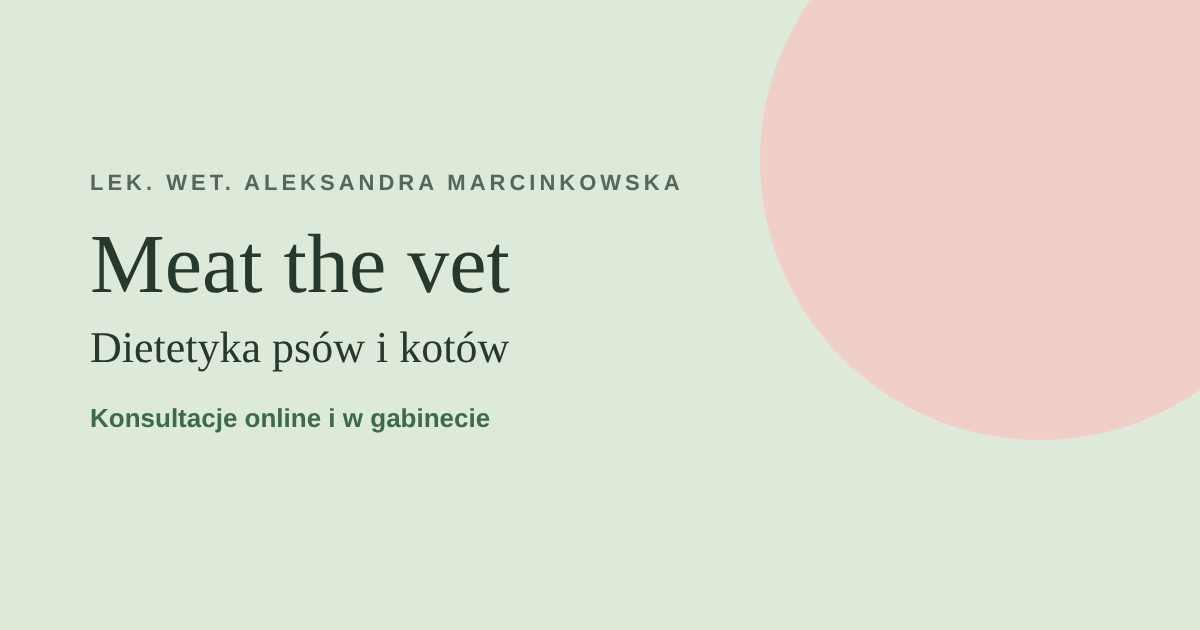 LEK. WET. ALEKSANDRA MARCINKOWSKA
Meat the vet
Dietetyka psów i kotów
Konsultacje online i w gabinecie